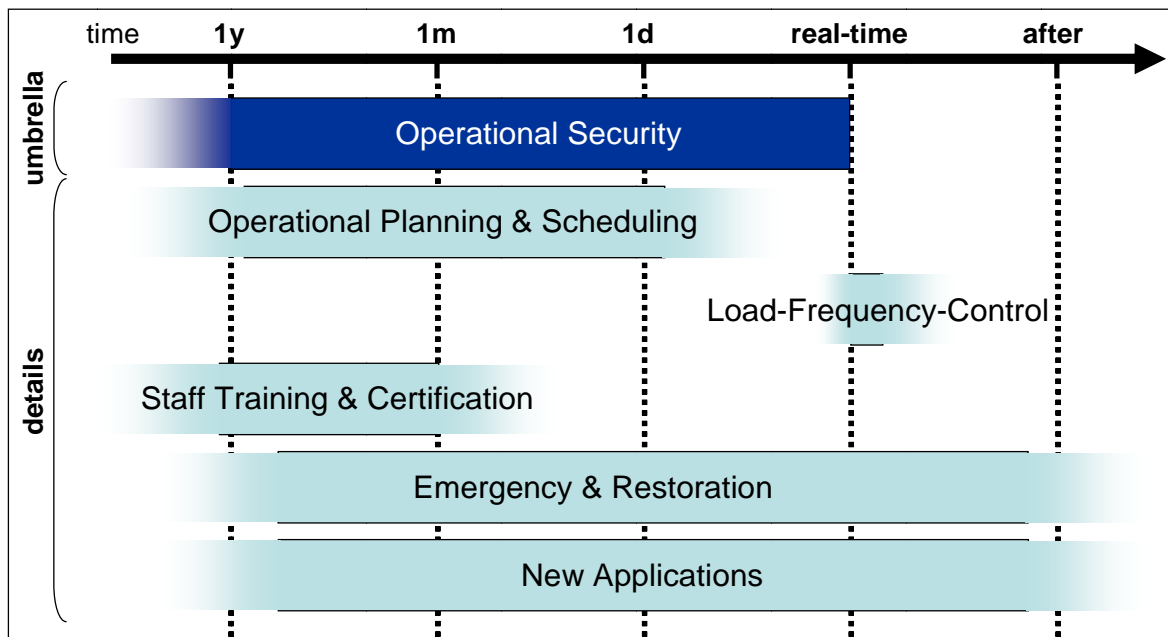 time 1y 1m 1d real-time after
umbrella
Operational Security
details
Operational Planning & Scheduling
Load-Frequency-Control
Staff Training & Certification
Emergency & Restoration
New Applications